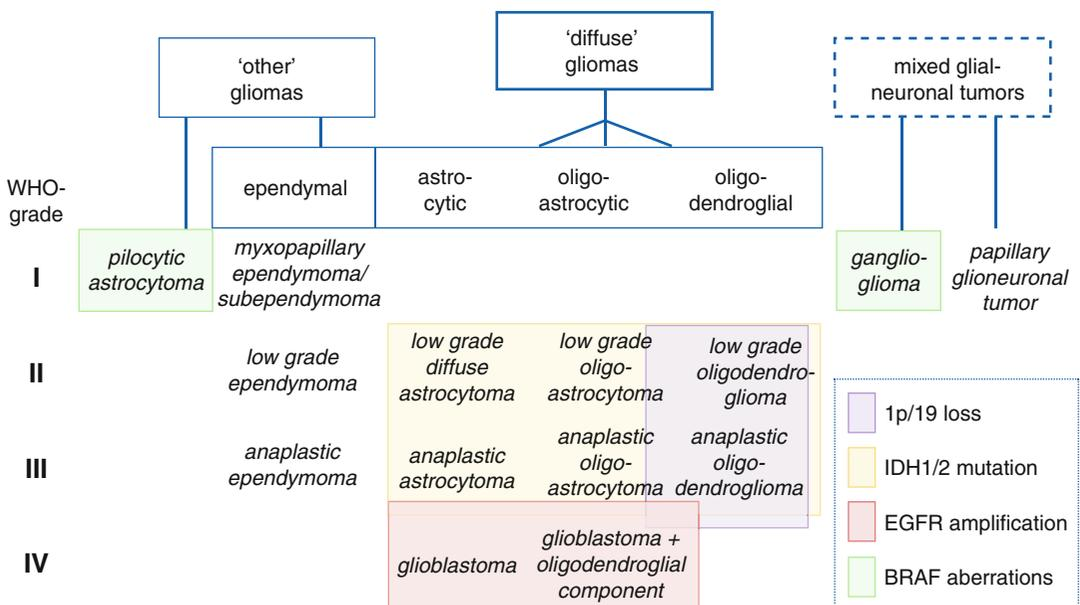 'other'
gliomas
'diffuse'
gliomas
mixed glial-
neuronal tumors
WHO-
grade
ependymal
astro-
cytic
oligo-
astrocytic
oligo-
dendroglial
I
pilocytic
astrocytoma
myxopapillary
ependymoma/
subependymoma
ganglio-
glioma
papillary
glioneuronal
tumor
II
low grade
ependymoma
low grade
diffuse
astrocytoma
low grade
oligo-
astrocytoma
low grade
oligodendro-
glioma
III
anaplastic
ependymoma
anaplastic
astrocytoma
anaplastic
oligo-
astrocytoma
anaplastic
oligo-
dendroglioma
IV
glioblastoma
glioblastoma +
oligodendroglial
component
1p/19 loss
IDH1/2 mutation
EGFR amplification
BRAF aberrations